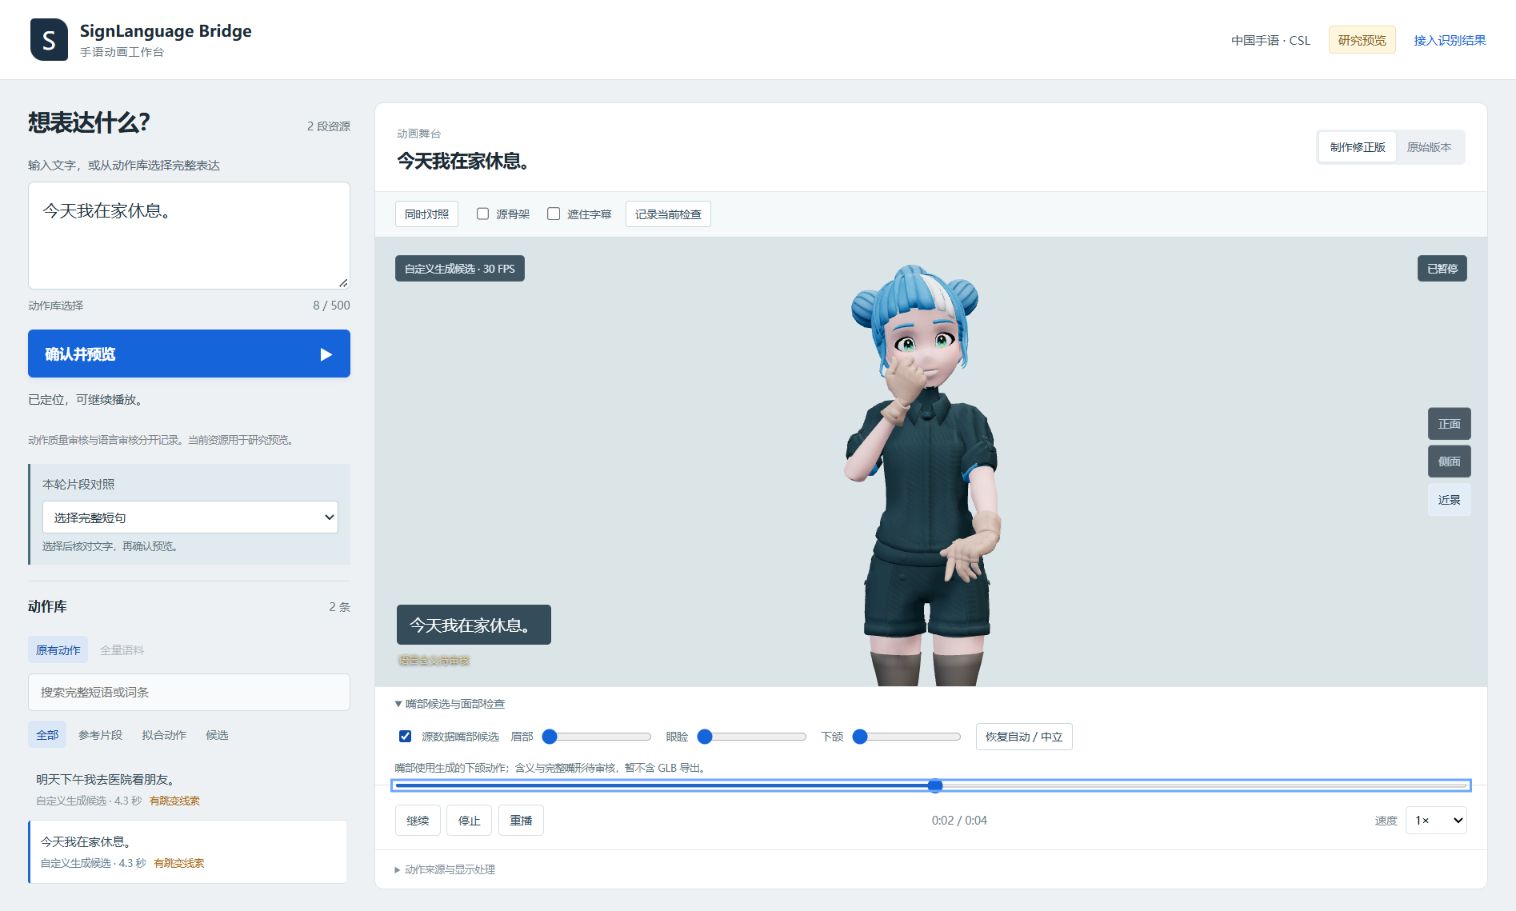 S
SignLanguage Bridge
手语动画工作台
中国手语 · CSL
研究预览
接入识别结果
想表达什么?
2 段资源
输入文字，或从动作库选择完整表达
今天我在家休息。
动作库选择
8 / 500
确认并预览
已定位，可继续播放。
动作质量审核与语言审核分开记录。当前资源用于研究预览。
本轮片段对照
选择完整短句
选择后核对文字，再确认预览。
动作库
2 条
原有动作
全量语料
搜索完整短语或词条
全部
参考片段
拟合动作
候选
明天下午我去医院看朋友。
自定义生成候选 · 4.3 秒 有跳变线索
今天我在家休息。
自定义生成候选 · 4.3 秒 有跳变线索
动画舞台
今天我在家休息。
制作修正版
原始版本
同时对照
源骨架
遮住字幕
记录当前检查
自定义生成候选 · 30 FPS
已暂停
正面
侧面
近景
今天我在家休息。
语言含义待审核
嘴部候选与面部检查
源数据嘴部候选
眉部
眼睑
下颌
恢复自动 / 中立
嘴部使用生成的下颌动作；含义与完整嘴形待审核，暂不含 GLB 导出。
继续
停止
重播
0:02 / 0:04
速度
1×
动作来源与显示处理